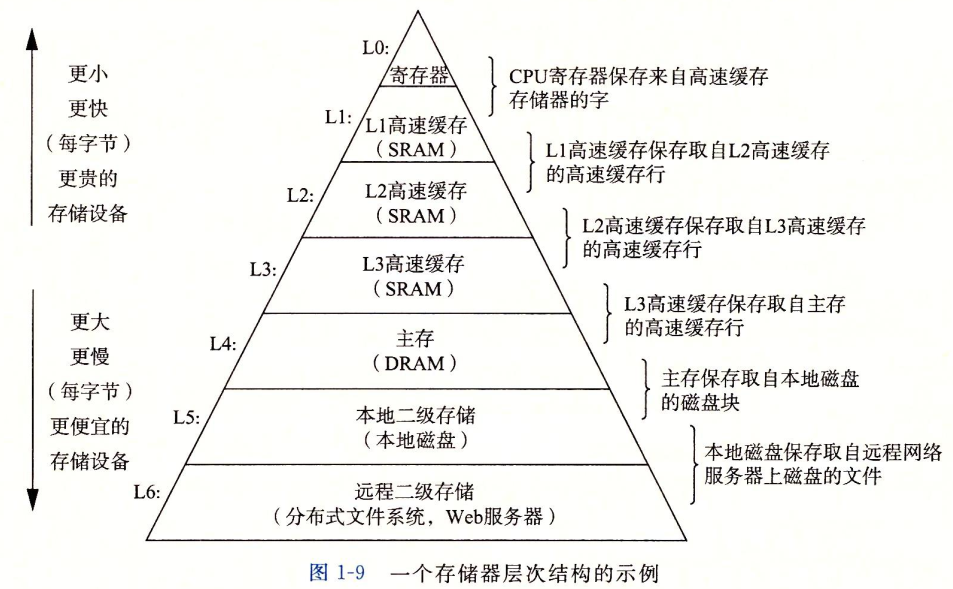 更小
更快
（每字节）
更贵的
存储设备
更大
更慢
（每字节）
更便宜的
存储设备
L0:
寄存器
CPU寄存器保存来自高速缓存
存储器的字
L1:
L1高速缓存
（SRAM）
L1高速缓存保存取自L2高速缓存
的高速缓存行
L2:
L2高速缓存
（SRAM）
L2高速缓存保存取自L3高速缓存
的高速缓存行
L3:
L3高速缓存
（SRAM）
L3高速缓存保存取自主存
的高速缓存行
L4:
主存
（DRAM）
主存保存取自本地磁盘
的磁盘块
L5:
本地二级存储
（本地磁盘）
本地磁盘保存取自远程网络
服务器上磁盘的文件
L6:
远程二级存储
（分布式文件系统，Web服务器）
图 1-9 一个存储器层次结构的示例